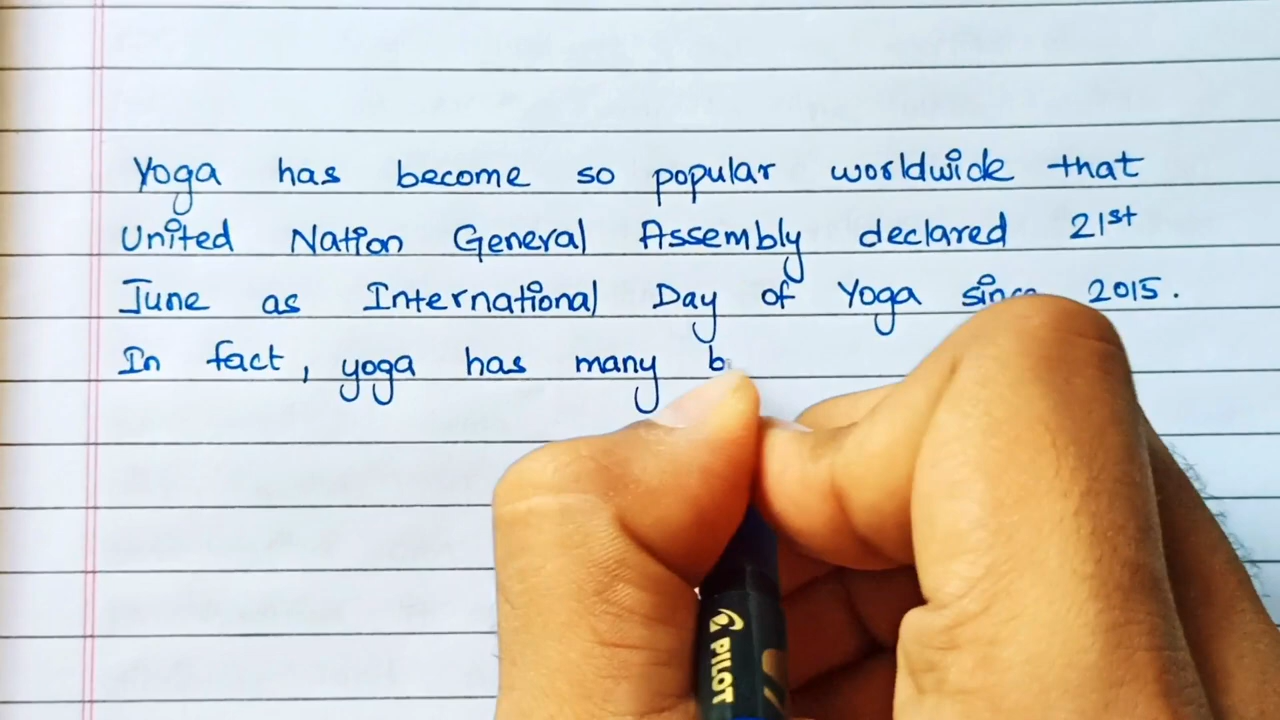 Yoga has become so popular worldwide that
United Nation General Assembly declared 21st
June as International Day of Yoga since 2015.
In fact, yoga has many b
PILOT